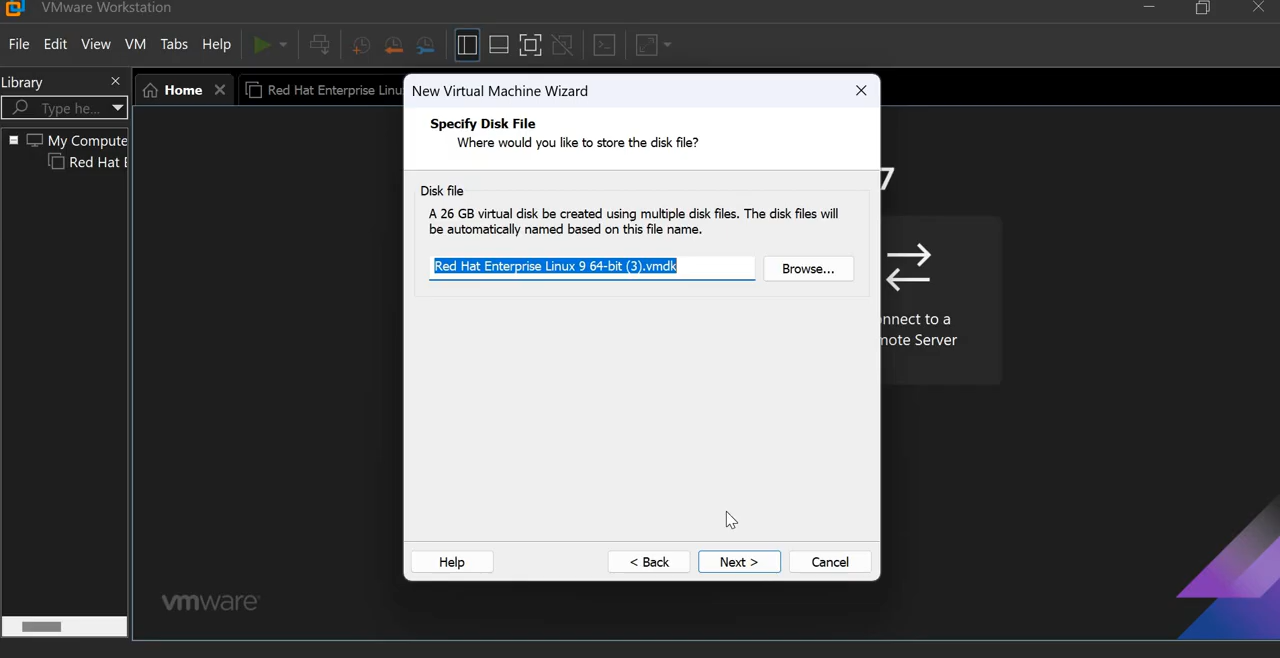 VMware Workstation
File Edit View VM Tabs Help
Library
Type he...
Home
Red Hat Enterprise Linu
My Compute
Red Hat E
New Virtual Machine Wizard
Specify Disk File
Where would you like to store the disk file?
Disk file
A 26 GB virtual disk be created using multiple disk files. The disk files will
be automatically named based on this file name.
Red Hat Enterprise Linux 9 64-bit (3).vmdk
Browse...
7
nnect to a
mote Server
Help
< Back
Next >
Cancel
vmware